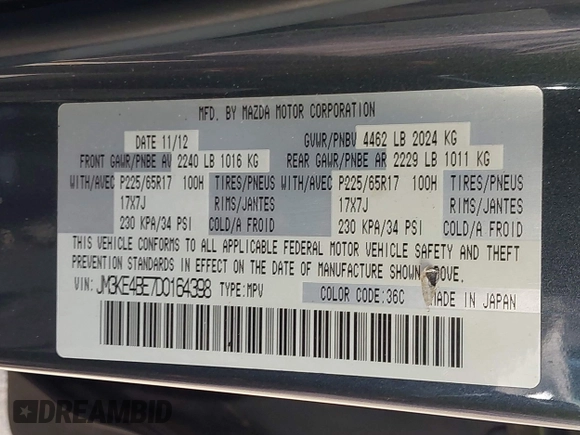 MFD. BY MAZDA MOTOR CORPORATION
DATE 11/12 GVWR/PNBV 4462 LB 2024 KG
FRONT GAWR/PNBE AV 2240 LB 1016 KG REAR GAWR/PNBE AR 2229 LB 1011 KG
WITH/AVEC P225/65R17 100H TIRES/PNEUS WITH/AVEC P225/65R17 100H TIRES/PNEUS
17X7J RIMS/JANTES 17X7J RIMS/JANTES
230 KPA/34 PSI COLD/A FROID 230 KPA/34 PSI COLD/A FROID
THIS VEHICLE CONFORMS TO ALL APPLICABLE FEDERAL MOTOR VEHICLE SAFETY AND THEFT
PREVENTION STANDARDS IN EFFECT ON THE DATE OF MANUFACTURE SHOWN ABOVE.
VIN: JM3KE4BE7D0164398 TYPE:MPV COLOR CODE:36C MADE IN JAPAN
DREAMBID